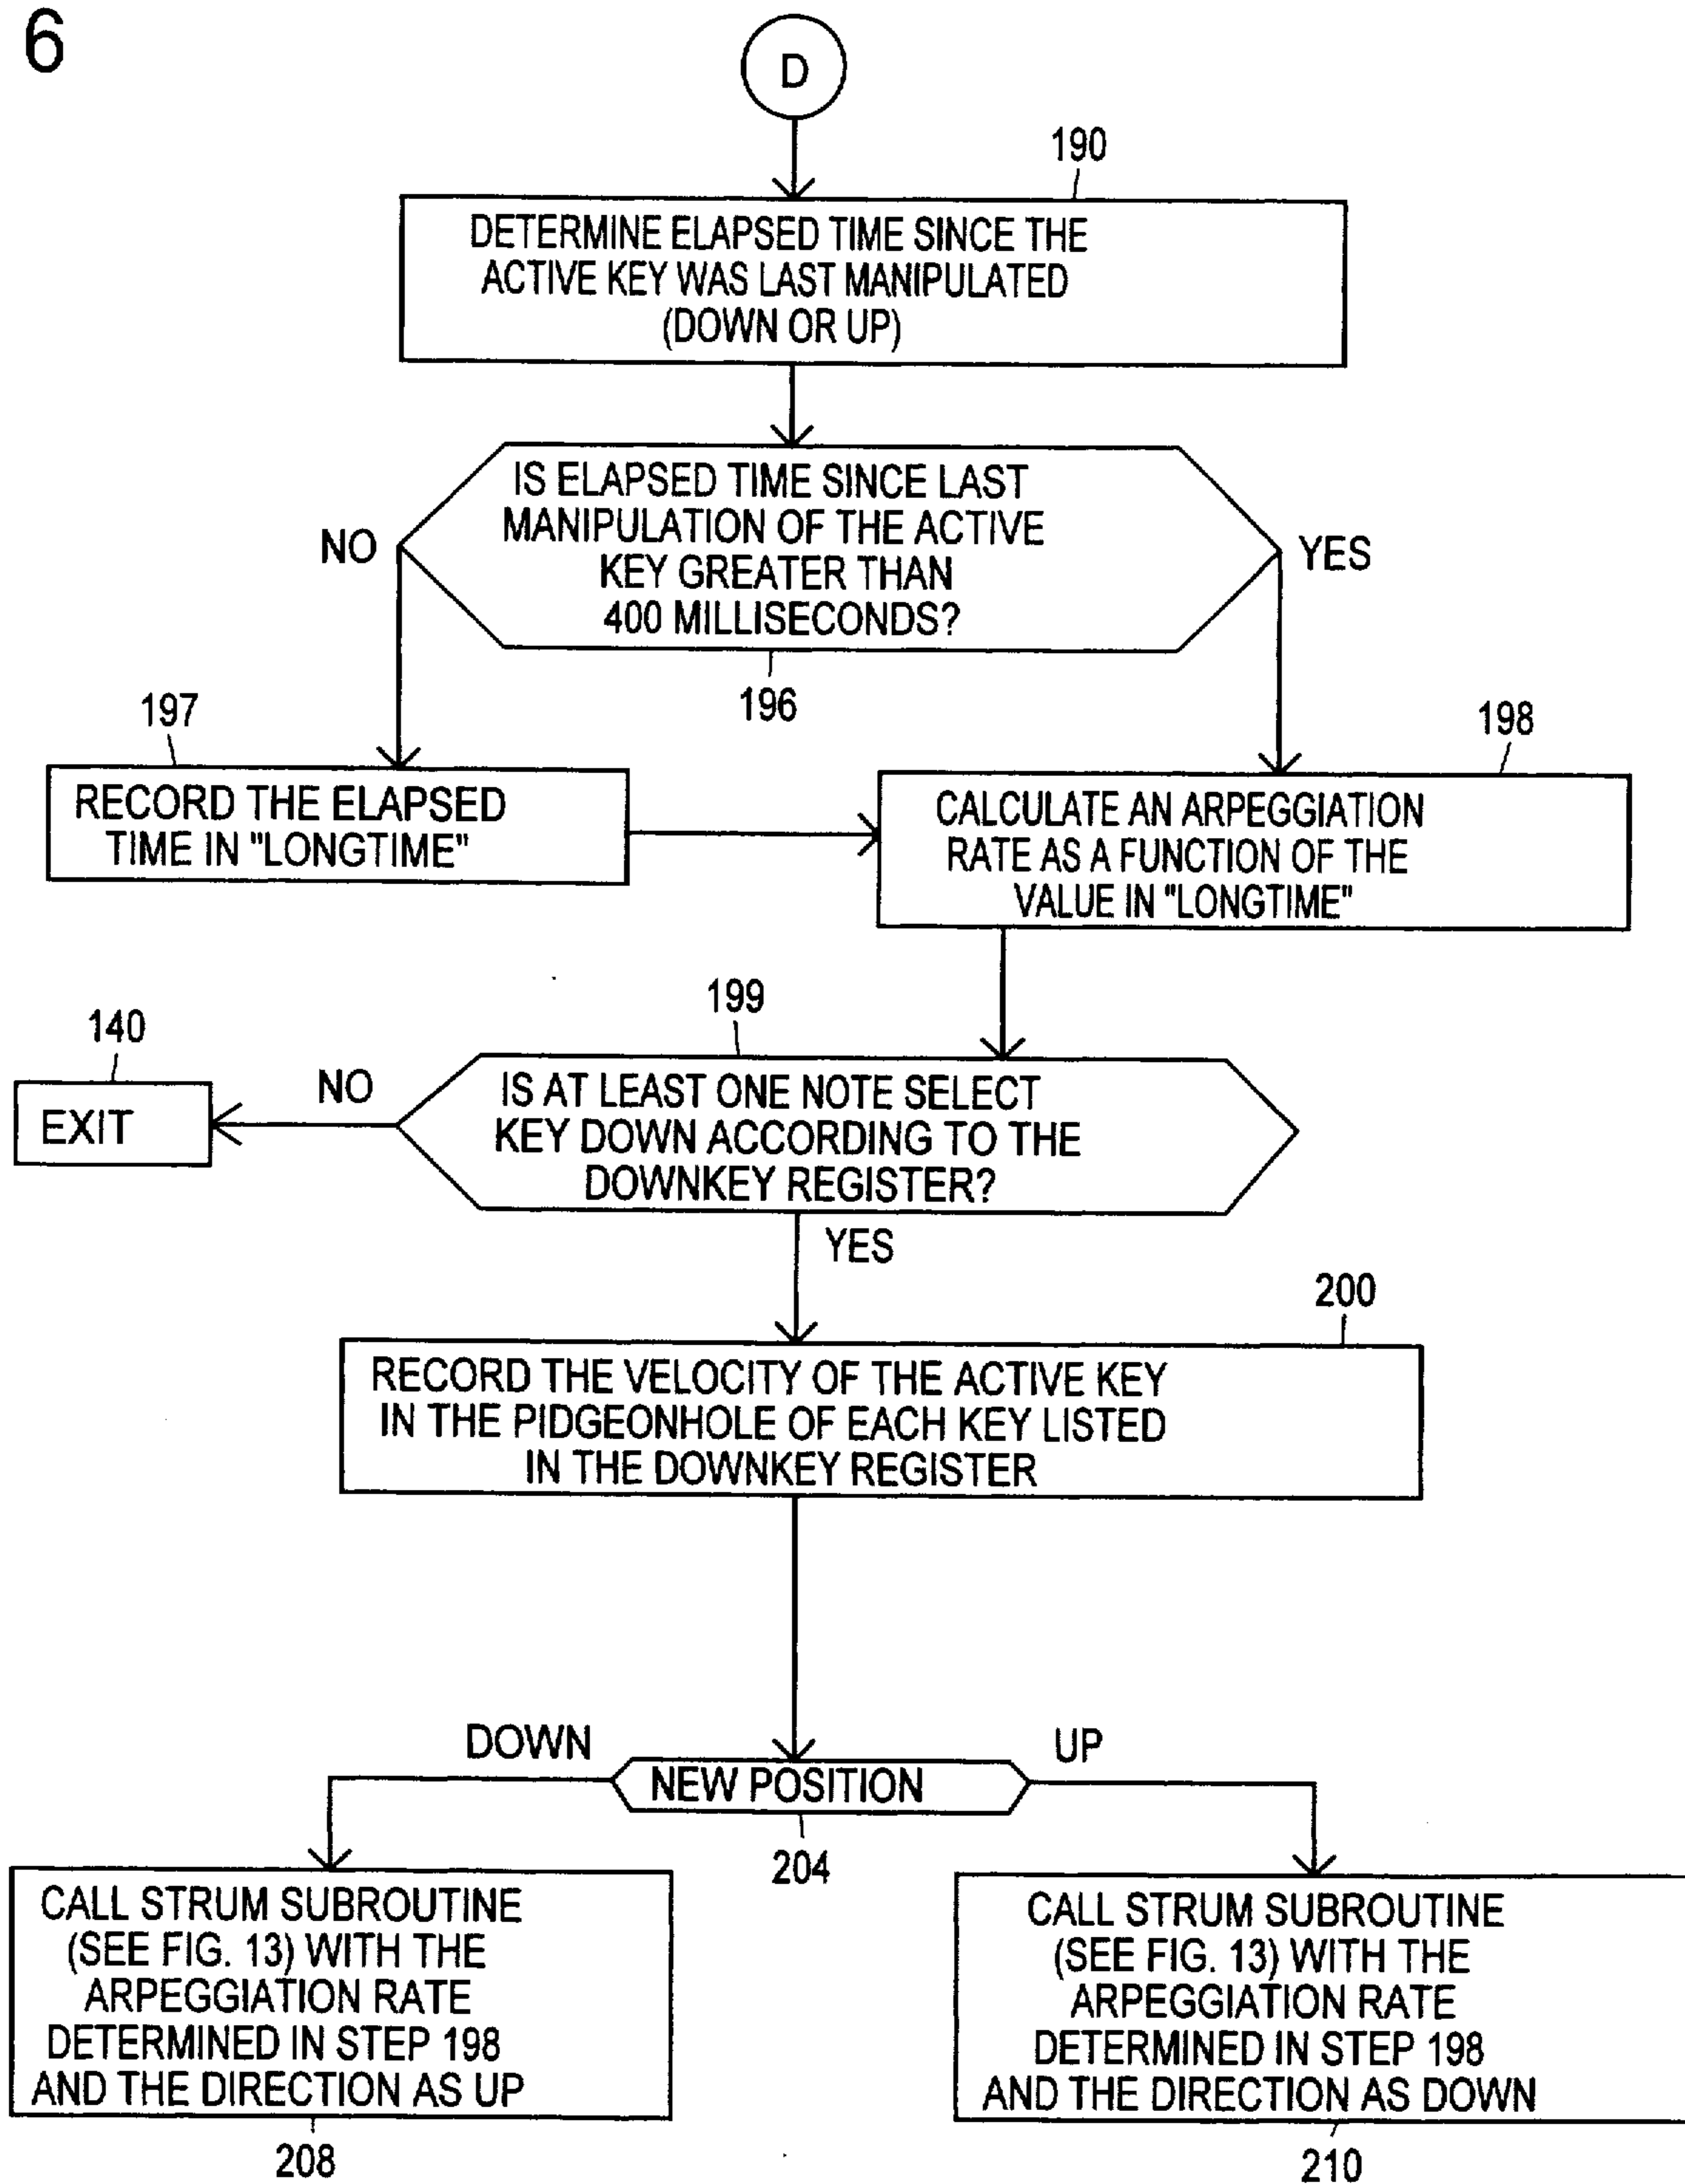 6
D
190
DETERMINE ELAPSED TIME SINCE THE
ACTIVE KEY WAS LAST MANIPULATED
(DOWN OR UP)
IS ELAPSED TIME SINCE LAST
MANIPULATION OF THE ACTIVE
KEY GREATER THAN
400 MILLISECONDS?
NO
YES
196
197
198
RECORD THE ELAPSED
TIME IN "LONGTIME"
CALCULATE AN ARPEGGIATION
RATE AS A FUNCTION OF THE
VALUE IN "LONGTIME"
199
140
NO
EXIT
IS AT LEAST ONE NOTE SELECT
KEY DOWN ACCORDING TO THE
DOWNKEY REGISTER?
YES
200
RECORD THE VELOCITY OF THE ACTIVE KEY
IN THE PIDGEONHOLE OF EACH KEY LISTED
IN THE DOWNKEY REGISTER
DOWN
UP
NEW POSITION
204
CALL STRUM SUBROUTINE
(SEE FIG. 13) WITH THE
ARPEGGIATION RATE
DETERMINED IN STEP 198
AND THE DIRECTION AS UP
208
CALL STRUM SUBROUTINE
(SEE FIG. 13) WITH THE
ARPEGGIATION RATE
DETERMINED IN STEP 198
AND THE DIRECTION AS DOWN
210